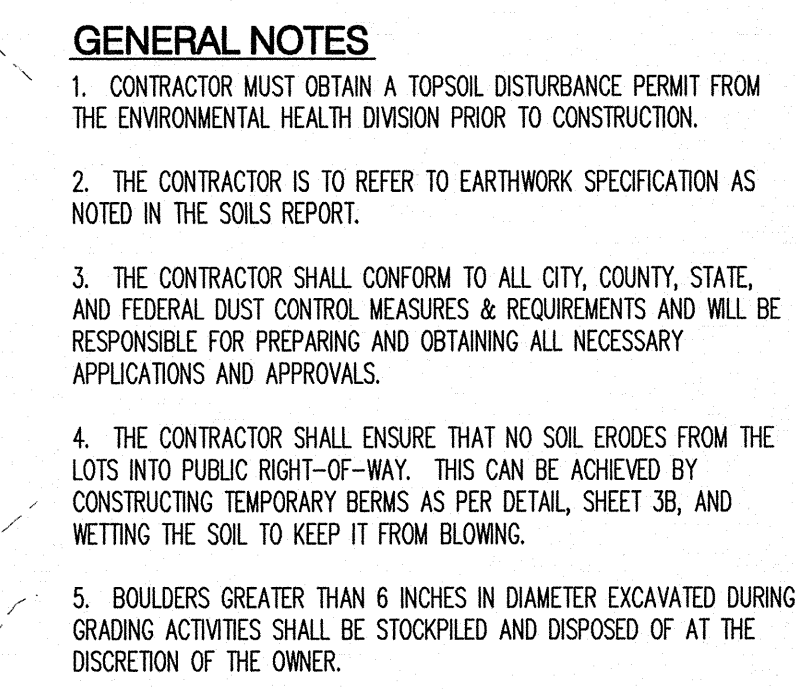 GENERAL NOTES
1. CONTRACTOR MUST OBTAIN A TOPSOIL DISTURBANCE PERMIT FROM
THE ENVIRONMENTAL HEALTH DIVISION PRIOR TO CONSTRUCTION.
2. THE CONTRACTOR IS TO REFER TO EARTHWORK SPECIFICATION AS
NOTED IN THE SOILS REPORT.
3. THE CONTRACTOR SHALL CONFORM TO ALL CITY, COUNTY, STATE,
AND FEDERAL DUST CONTROL MEASURES & REQUIREMENTS AND WILL BE
RESPONSIBLE FOR PREPARING AND OBTAINING ALL NECESSARY
APPLICATIONS AND APPROVALS.
4. THE CONTRACTOR SHALL ENSURE THAT NO SOIL ERODES FROM THE
LOTS INTO PUBLIC RIGHT-OF-WAY. THIS CAN BE ACHIEVED BY
CONSTRUCTING TEMPORARY BERMS AS PER DETAIL, SHEET 3B, AND
WETTING THE SOIL TO KEEP IT FROM BLOWING.
5. BOULDERS GREATER THAN 6 INCHES IN DIAMETER EXCAVATED DURING
GRADING ACTIVITIES SHALL BE STOCKPILED AND DISPOSED OF AT THE
DISCRETION OF THE OWNER.